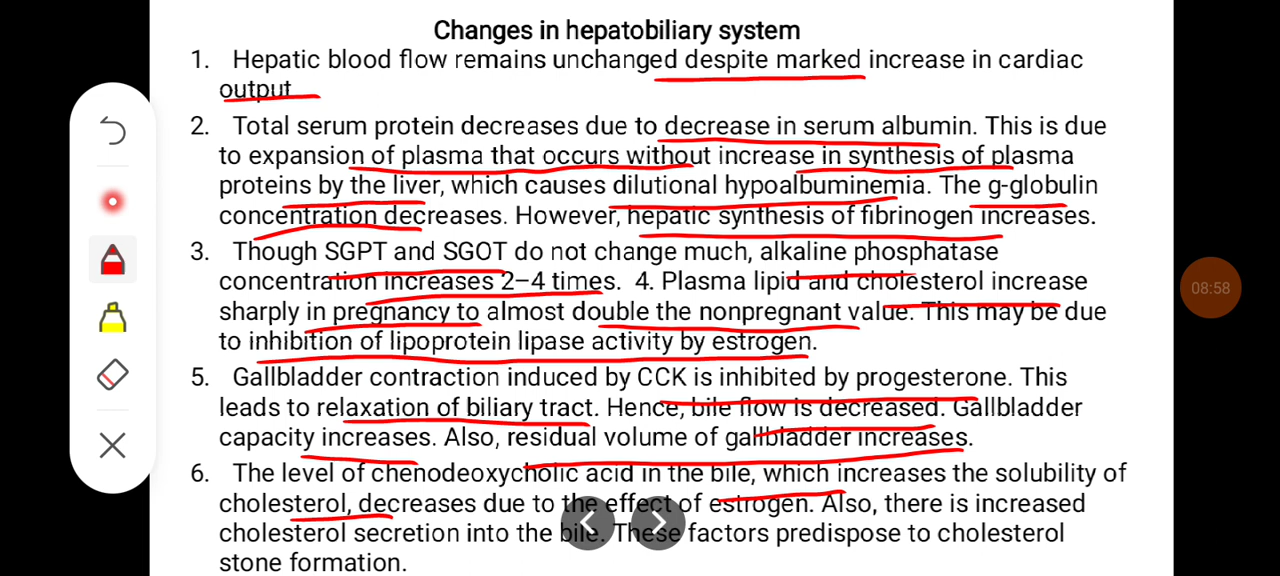 Changes in hepatobiliary system
1. Hepatic blood flow remains unchanged despite marked increase in cardiac
output
2. Total serum protein decreases due to decrease in serum albumin. This is due
to expansion of plasma that occurs without increase in synthesis of plasma
proteins by the liver, which causes dilutional hypoalbuminemia. The g-globulin
concentration decreases. However, hepatic synthesis of fibrinogen increases.
3. Though SGPT and SGOT do not change much, alkaline phosphatase
concentration increases 2–4 times. 4. Plasma lipid and cholesterol increase
sharply in pregnancy to almost double the nonpregnant value. This may be due
to inhibition of lipoprotein lipase activity by estrogen.
08:58
5. Gallbladder contraction induced by CCK is inhibited by progesterone. This
leads to relaxation of biliary tract. Hence, bile flow is decreased. Gallbladder
capacity increases. Also, residual volume of gallbladder increases.
6. The level of chenodeoxycholic acid in the bile, which increases the solubility of
cholesterol, decreases due to the effect of estrogen. Also, there is increased
cholesterol secretion into the bile. These factors predispose to cholesterol
stone formation.